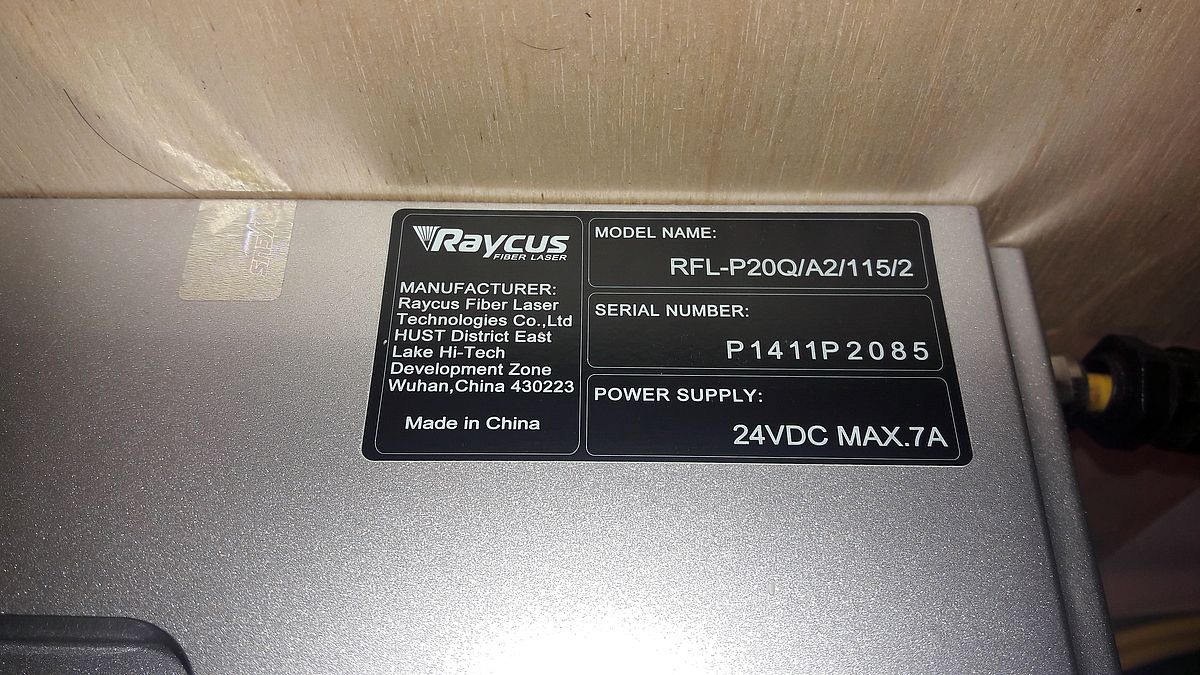 Raycus
FIBER LASER
MANUFACTURER:
Raycus Fiber Laser
Technologies Co.,Ltd
HUST District East
Lake Hi-Tech
Development Zone
Wuhan,China 430223
Made in China
MODEL NAME:
RFL-P20Q/A2/115/2
SERIAL NUMBER:
P1411P2085
POWER SUPPLY:
24VDC MAX.7A